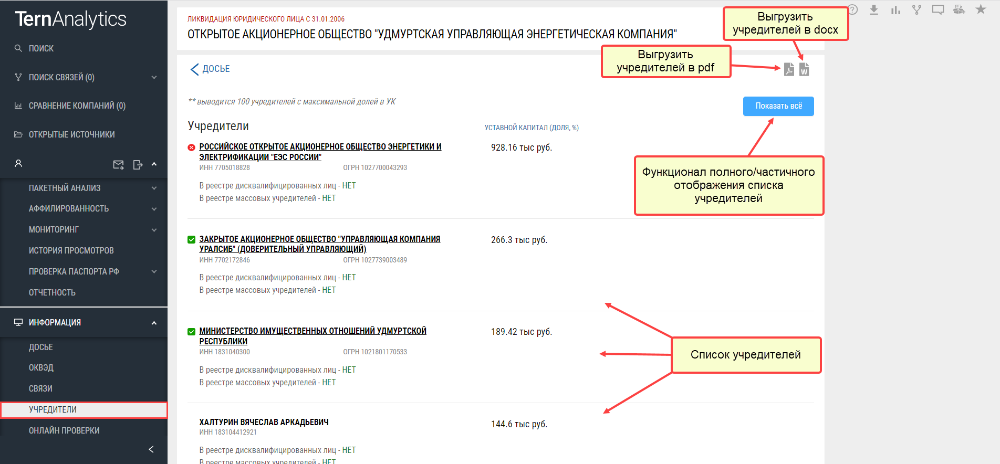 TernAnalytics
ПОИСК
ПОИСК СВЯЗЕЙ (0)
СРАВНЕНИЕ КОМПАНИЙ (0)
ОТКРЫТЫЕ ИСТОЧНИКИ
ПАКЕТНЫЙ АНАЛИЗ
АФФИЛИРОВАННОСТЬ
МОНИТОРИНГ
ИСТОРИЯ ПРОСМОТРОВ
ПРОВЕРКА ПАСПОРТА РФ
ОТЧЕТНОСТЬ
ИНФОРМАЦИЯ
ДОСЬЕ
ОКВЭД
СВЯЗИ
УЧРЕДИТЕЛИ
ОНЛАЙН ПРОВЕРКИ
ЛИКВИДАЦИЯ ЮРИДИЧЕСКОГО ЛИЦА С 31.01.2006
ОТКРЫТОЕ АКЦИОНЕРНОЕ ОБЩЕСТВО "УДМУРТСКАЯ УПРАВЛЯЮЩАЯ ЭНЕРГЕТИЧЕСКАЯ КОМПАНИЯ"
Выгрузить
учредителей в docx
Выгрузить
учредителей в pdf
W
ДОСЬЕ
** выводится 100 учредителей с максимальной долей в УК
Показать всё
Учредители
УСТАВНОЙ КАПИТАЛ (ДОЛЯ, %)
РОССИЙСКОЕ ОТКРЫТОЕ АКЦИОНЕРНОЕ ОБЩЕСТВО ЭНЕРГЕТИКИ И
ЭЛЕКТРИФИКАЦИИ "ЕЭС РОССИИ"
928.16 тыс руб.
ИНН 7705018828
ОГРН 1027700043293
В реестре дисквалифицированных лиц - НЕТ
В реестре массовых учредителей - НЕТ
Функционал полного/частичного
отображения списка
учредителей
ЗАКРЫТОЕ АКЦИОНЕРНОЕ ОБЩЕСТВО "УПРАВЛЯЮЩАЯ КОМПАНИЯ
УРАЛСИБ" (ДОВЕРИТЕЛЬНЫЙ УПРАВЛЯЮЩИЙ)
266.3 тыс руб.
ИНН 7702172846
ОГРН 1027739003489
В реестре дисквалифицированных лиц - НЕТ
В реестре массовых учредителей - НЕТ
МИНИСТЕРСТВО ИМУЩЕСТВЕННЫХ ОТНОШЕНИЙ УДМУРТСКОЙ
РЕСПУБЛИКИ
189.42 тыс руб.
ИНН 1831040300
ОГРН 1021801170533
В реестре дисквалифицированных лиц - НЕТ
В реестре массовых учредителей - НЕТ
Список учредителей
ХАЛТУРИН ВЯЧЕСЛАВ АРКАДЬЕВИЧ
144.6 тыс руб.
ИНН 183104412921
В реестре дисквалифицированных лиц - НЕТ
В реестре массовых учредителей - НЕТ